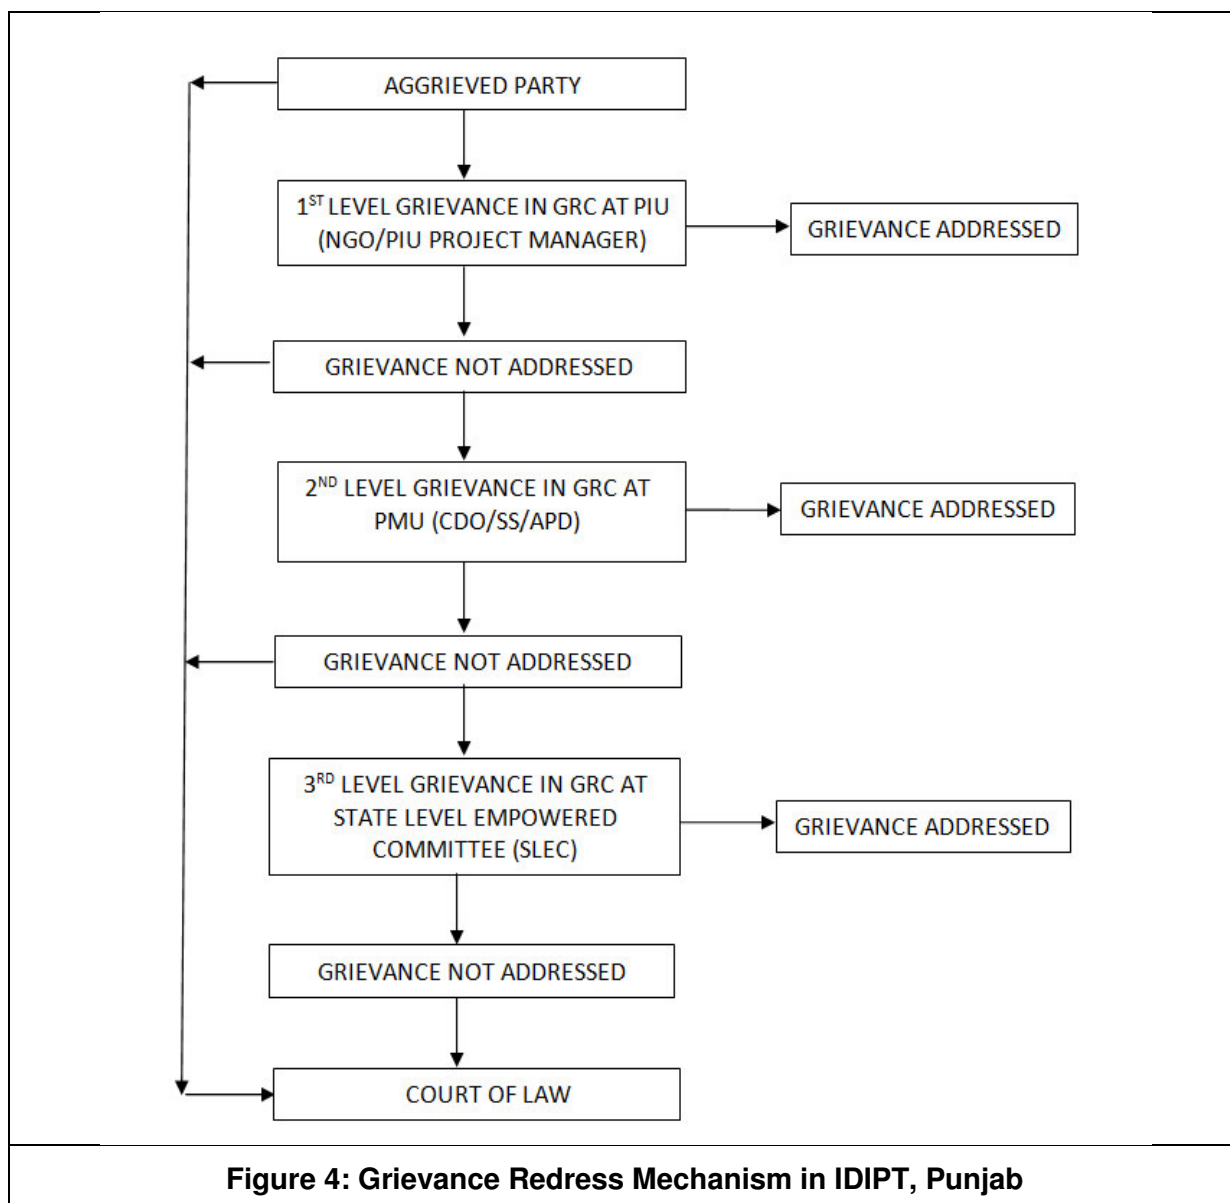 AGGRIEVED PARTY
1ST LEVEL GRIEVANCE IN GRC AT PIU
(NGO/PIU PROJECT MANAGER)
GRIEVANCE ADDRESSED
GRIEVANCE NOT ADDRESSED
2ND LEVEL GRIEVANCE IN GRC AT
PMU (CDO/SS/APD)
GRIEVANCE ADDRESSED
GRIEVANCE NOT ADDRESSED
3RD LEVEL GRIEVANCE IN GRC AT
STATE LEVEL EMPOWERED
COMMITTEE (SLEC)
GRIEVANCE ADDRESSED
GRIEVANCE NOT ADDRESSED
COURT OF LAW
Figure 4: Grievance Redress Mechanism in IDIPT, Punjab